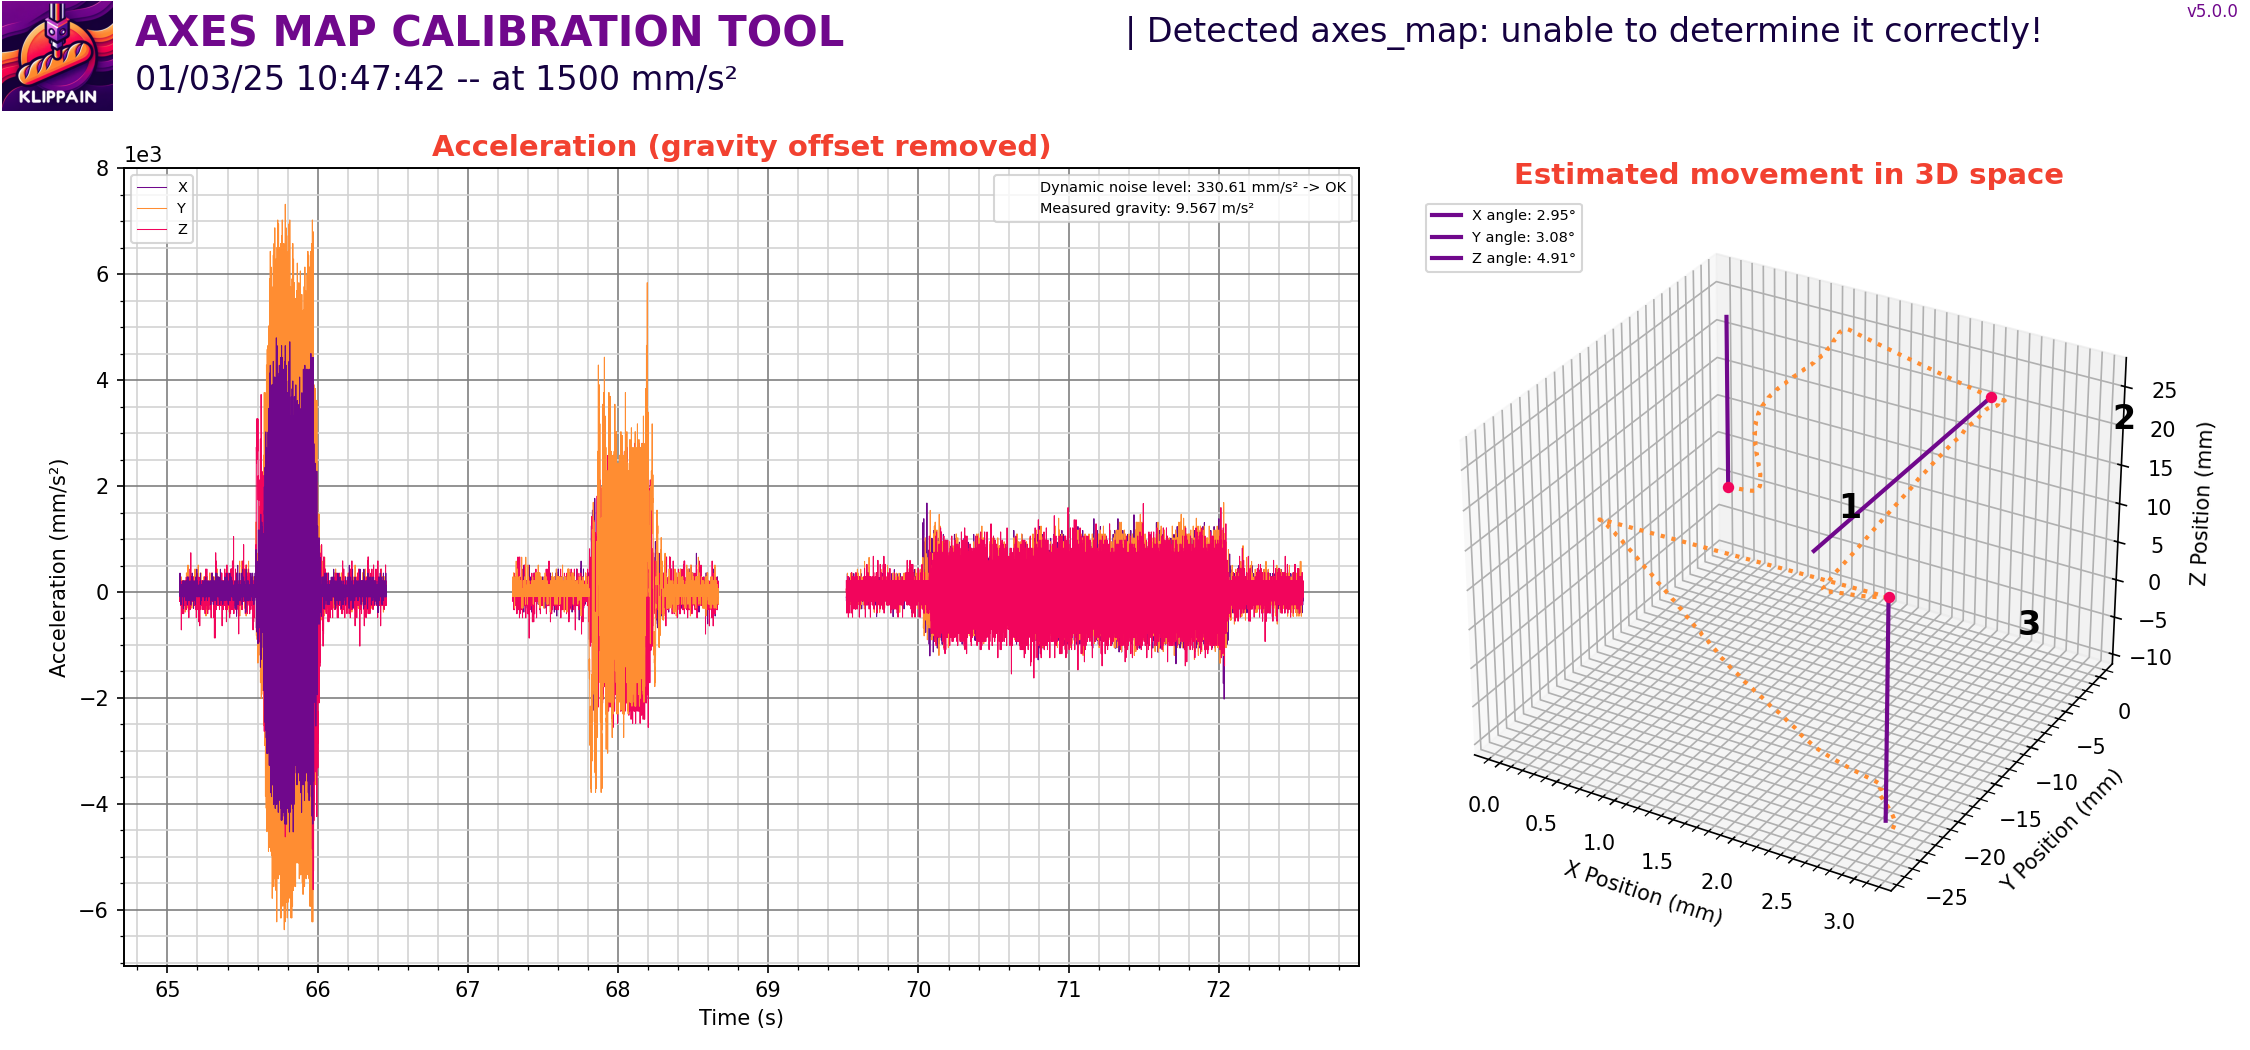 KLIPPAIN
AXES MAP CALIBRATION TOOL
01/03/25 10:47:42 -- at 1500 mm/s²
| Detected axes_map: unable to determine it correctly!
v5.0.0
Acceleration (gravity offset removed)
1e3
X
Y
Z
Dynamic noise level: 330.61 mm/s² -> OK
Measured gravity: 9.567 m/s²
8
6
4
2
0
−2
−4
−6
Acceleration (mm/s²)
65 66 67 68 69 70 71 72
Time (s)
Estimated movement in 3D space
X angle: 2.95°
Y angle: 3.08°
Z angle: 4.91°
1
2
3
25
20
15
10
5
0
−5
−10
Z Position (mm)
0
−5
−10
−15
−20
−25
Y Position (mm)
0.0
0.5
1.0
1.5
2.0
2.5
3.0
X Position (mm)